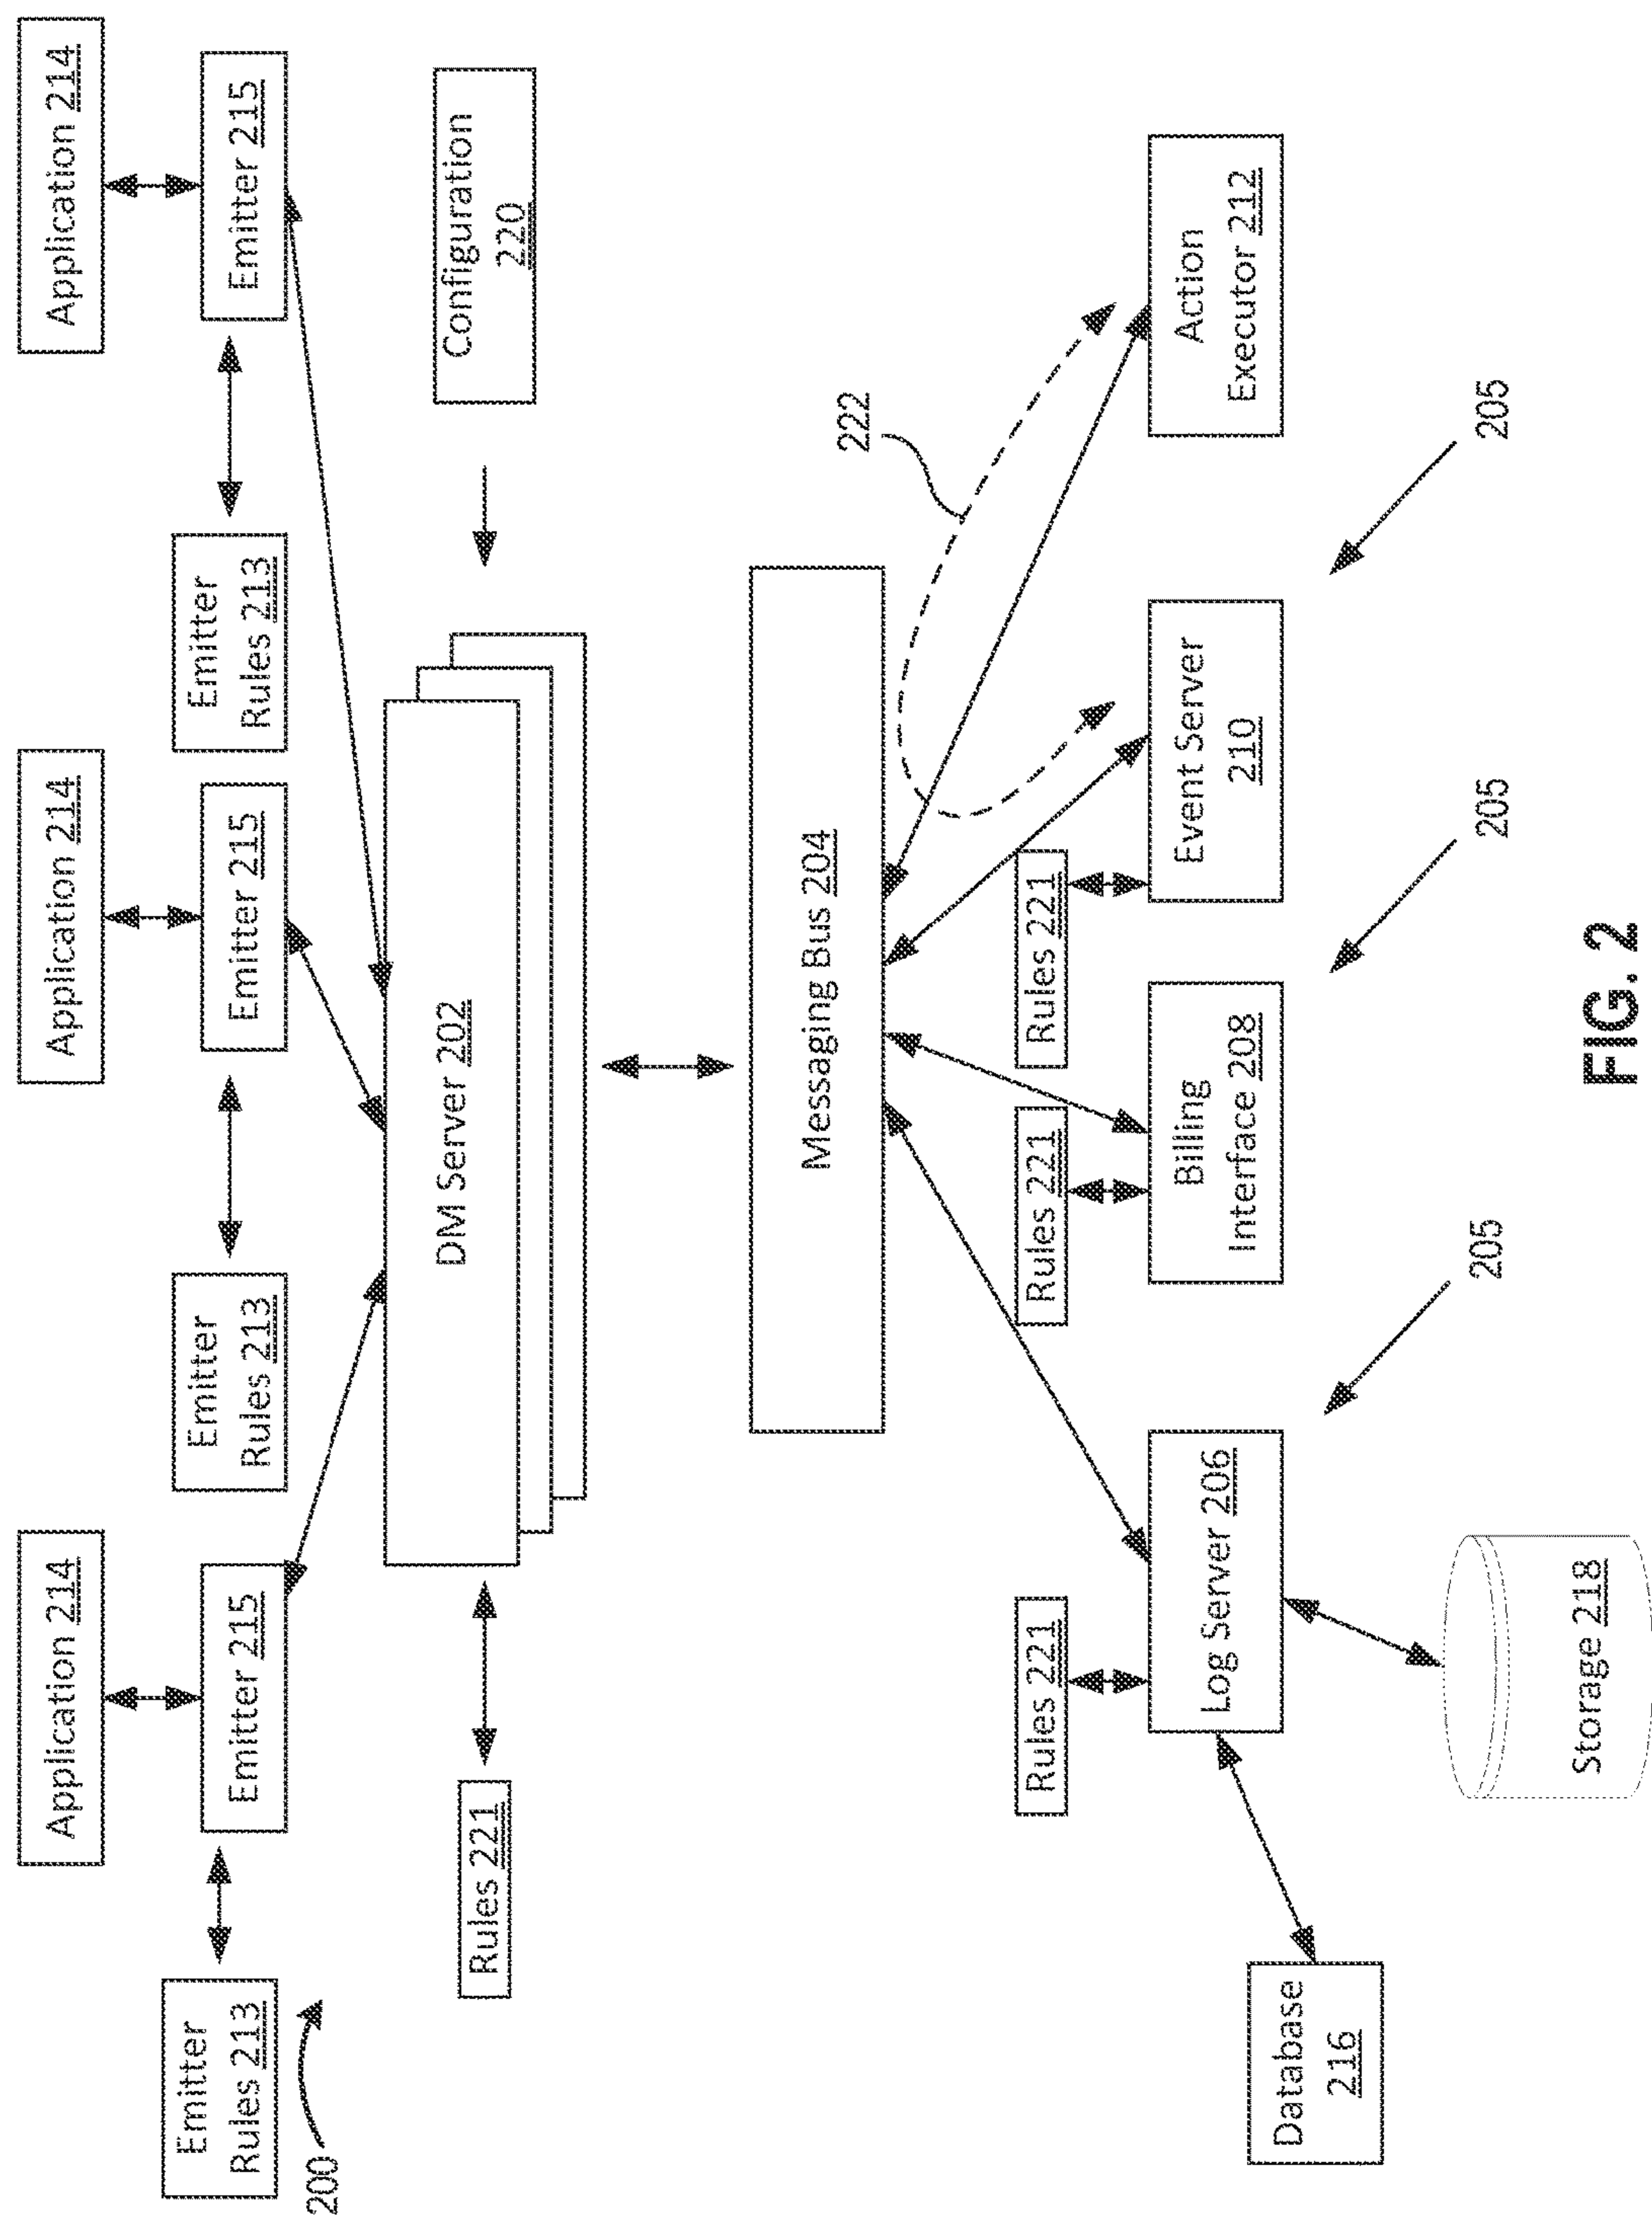 Application 214
Application 214
Application 214
Emitter
Rules 213
Emitter 215
Emitter
Rules 213
Emitter 215
Emitter
Rules 213
Emitter 215
200
Rules 221
DM Server 202
Configuration
220
Messaging Bus 204
222
Rules 221
Rules 221
Rules 221
Log Server 206
Billing
Interface 208
Event Server
210
Action
Executor 212
Database
216
205
205
205
Storage 218
FIG. 2